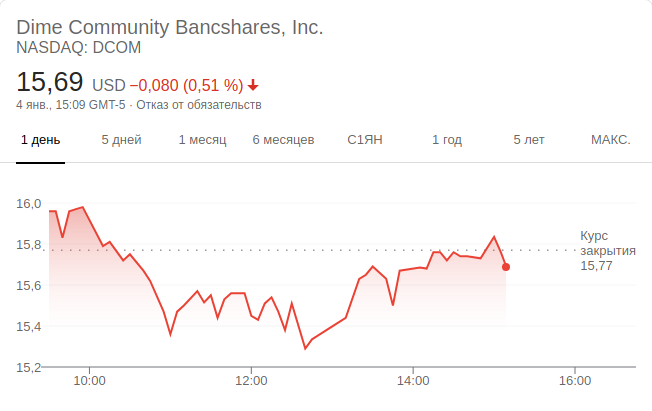 Dime Community Bancshares, Inc.
NASDAQ: DCOM
15,69 USD −0,080 (0,51 %)
4 янв., 15:09 GMT-5 · Отказ от обязательств
1 день 5 дней 1 месяц 6 месяцев С1ЯН 1 год 5 лет МАКС.
16,0
15,8
15,6
15,4
15,2
Курс
закрытия
15,77
10:00 12:00 14:00 16:00